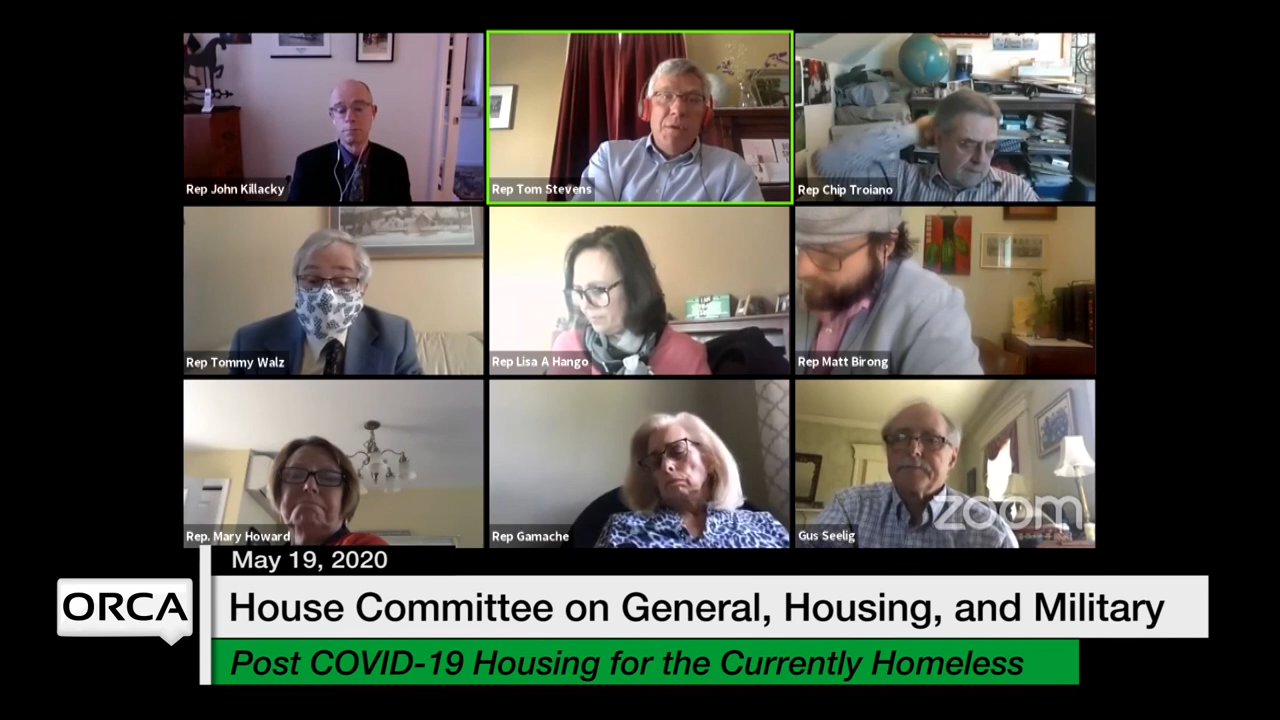 Rep John Killacky
Rep Tom Stevens
Rep Chip Troiano
Rep Tommy Walz
Rep Lisa A Hango
Rep Matt Birong
Rep. Mary Howard
Rep Gamache
Gus Seelig
zoom
May 19, 2020
ORCA
House Committee on General, Housing, and Military
Post COVID-19 Housing for the Currently Homeless